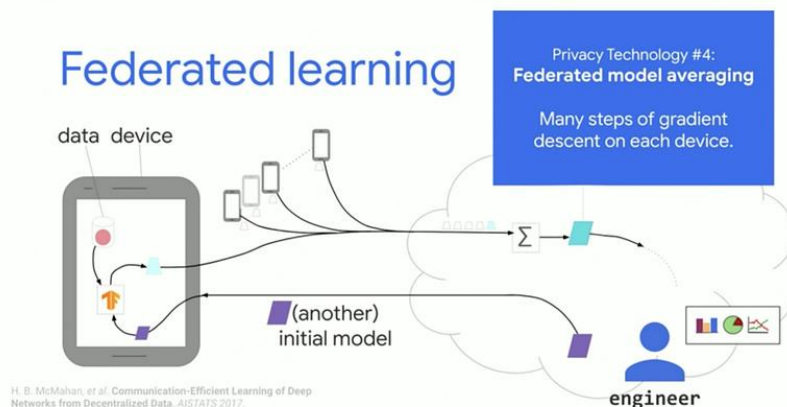 Federated learning
Privacy Technology #4:
Federated model averaging
Many steps of gradient
descent on each device.
data device
Σ
(another)
initial model
engineer
H. B. McMahan, et al. Communication-Efficient Learning of Deep
Networks from Decentralized Data. AISTATS 2017.